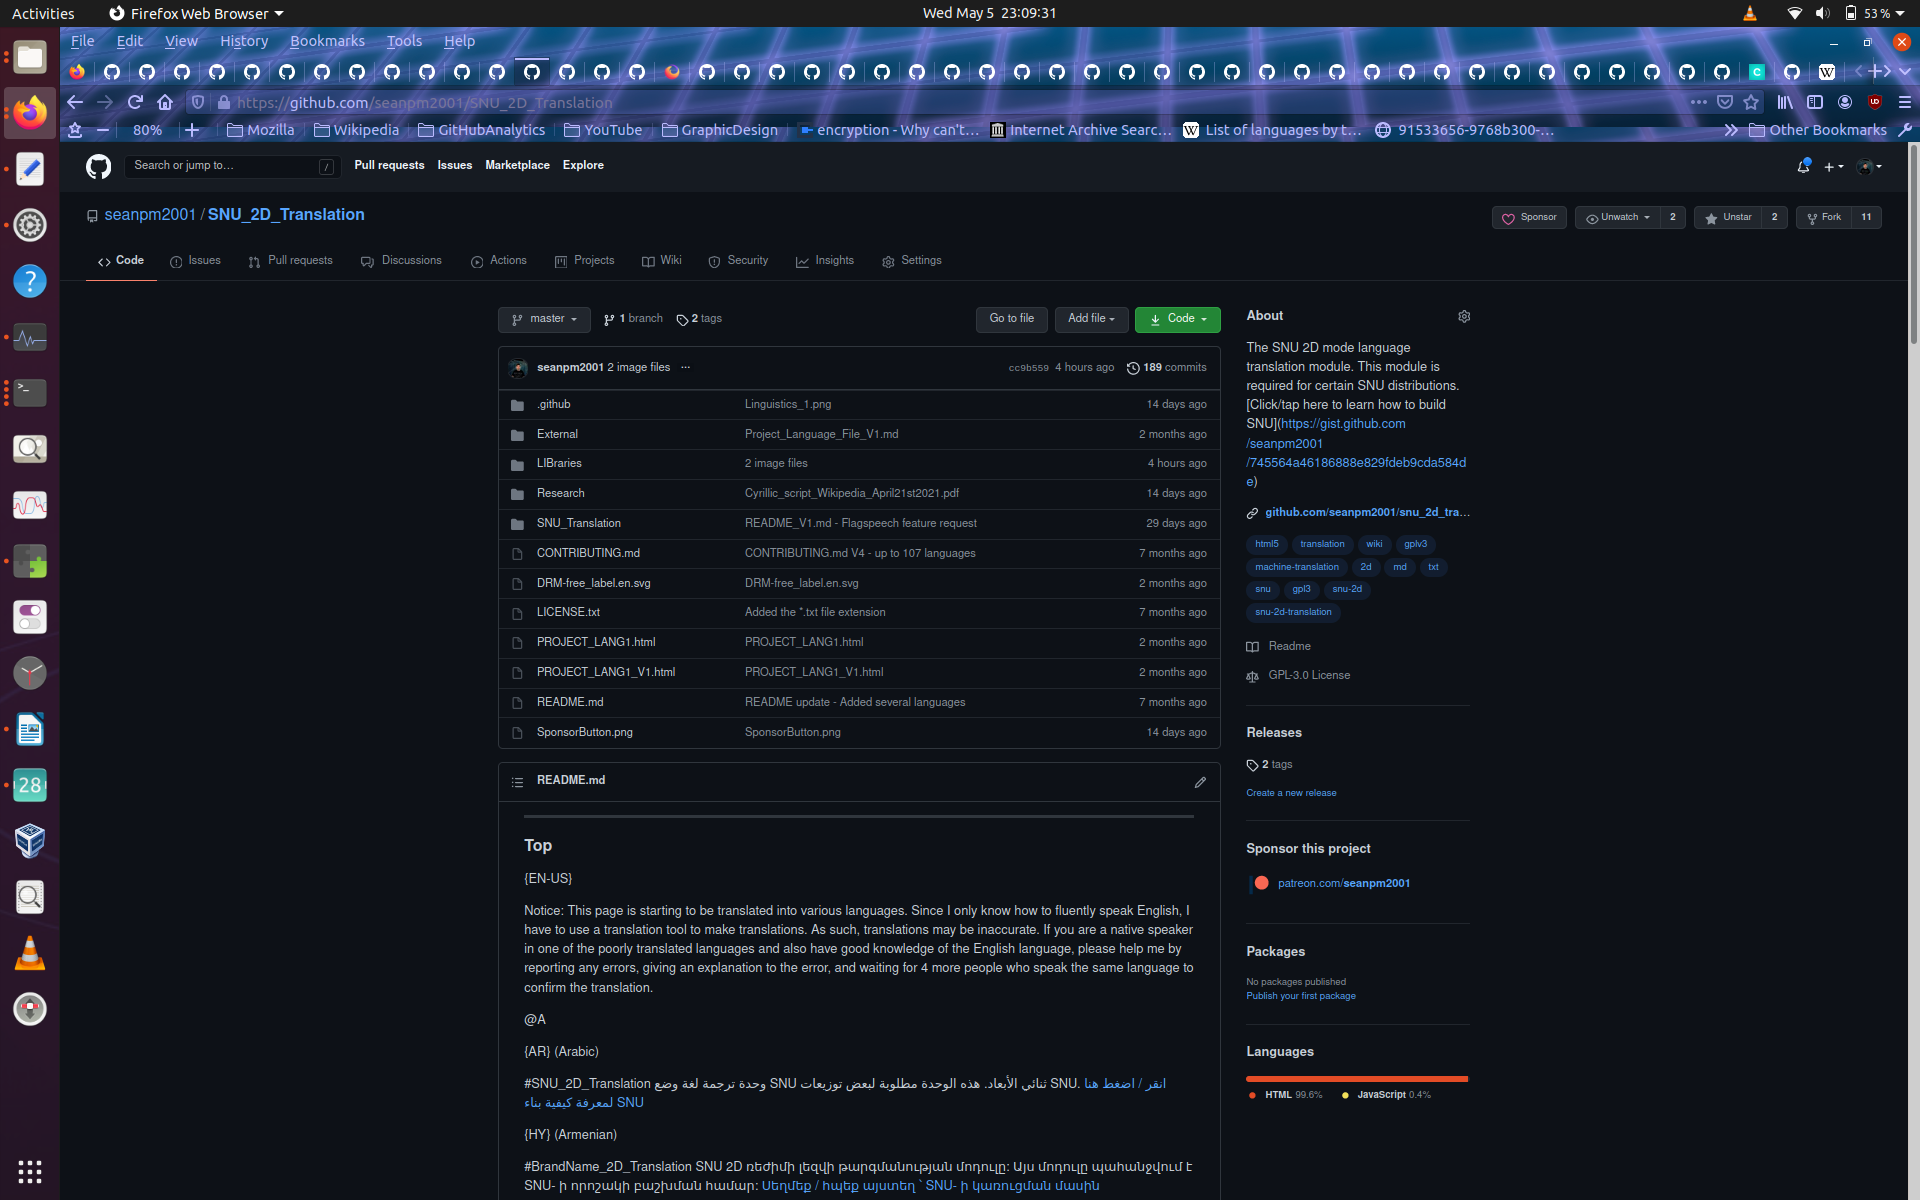 Activities
Firefox Web Browser
Wed May 5 23:09:31
53 %
File Edit View History Bookmarks Tools Help
https://github.com/seanpm2001/SNU_2D_Translation
80%
Mozilla
Wikipedia
GitHubAnalytics
YouTube
GraphicDesign
encryption - Why can't…
Internet Archive Searc…
List of languages by t…
91533656-9768b300-…
Other Bookmarks
Search or jump to…
/
Pull requests Issues Marketplace Explore
seanpm2001 / SNU_2D_Translation
Sponsor
Unwatch 2
Unstar 2
Fork 11
Code Issues Pull requests Discussions Actions Projects Wiki Security Insights Settings
master
1 branch
2 tags
Go to file
Add file
Code
seanpm2001 2 image files ...
cc9b559 4 hours ago
189 commits
.github Linguistics_1.png 14 days ago
External Project_Language_File_V1.md 2 months ago
LIBraries 2 image files 4 hours ago
Research Cyrillic_script_Wikipedia_April21st2021.pdf 14 days ago
SNU_Translation README_V1.md - Flagspeech feature request 29 days ago
CONTRIBUTING.md CONTRIBUTING.md V4 - up to 107 languages 7 months ago
DRM-free_label.en.svg DRM-free_label.en.svg 2 months ago
LICENSE.txt Added the *.txt file extension 7 months ago
PROJECT_LANG1.html PROJECT_LANG1.html 2 months ago
PROJECT_LANG1_V1.html PROJECT_LANG1_V1.html 2 months ago
README.md README update - Added several languages 7 months ago
SponsorButton.png SponsorButton.png 14 days ago
README.md
Top
{EN-US}
Notice: This page is starting to be translated into various languages. Since I only know how to fluently speak English, I
have to use a translation tool to make translations. As such, translations may be inaccurate. If you are a native speaker
in one of the poorly translated languages and also have good knowledge of the English language, please help me by
reporting any errors, giving an explanation to the error, and waiting for 4 more people who speak the same language to
confirm the translation.
@A
{AR} (Arabic)
#SNU_2D_Translation وحدة ترجمة لغة وضع SNU ثنائي الأبعاد. هذه الوحدة مطلوبة لبعض توزيعات SNU. انقر / اضغط هنا
لمعرفة كيفية بناء SNU
{HY} (Armenian)
#BrandName_2D_Translation SNU 2D ռեժիմի լեզվի թարգմանության մոդուլը: Այս մոդուլը պահանջվում է
SNU- ի որոշակի բաշխման համար: Սեղմեք / հպեք այստեղ ՝ SNU- ի կառուցման մասին
About
The SNU 2D mode language
translation module. This module is
required for certain SNU distributions.
[Click/tap here to learn how to build
SNU](https://gist.github.com
/seanpm2001
/745564a46186888e829fdeb9cda584d
e)
github.com/seanpm2001/snu_2d_tra...
html5 translation wiki gplv3
machine-translation 2d md txt
snu gpl3 snu-2d
snu-2d-translation
Readme
GPL-3.0 License
Releases
2 tags
Create a new release
Sponsor this project
patreon.com/seanpm2001
Packages
No packages published
Publish your first package
Languages
HTML 99.6% JavaScript 0.4%
28